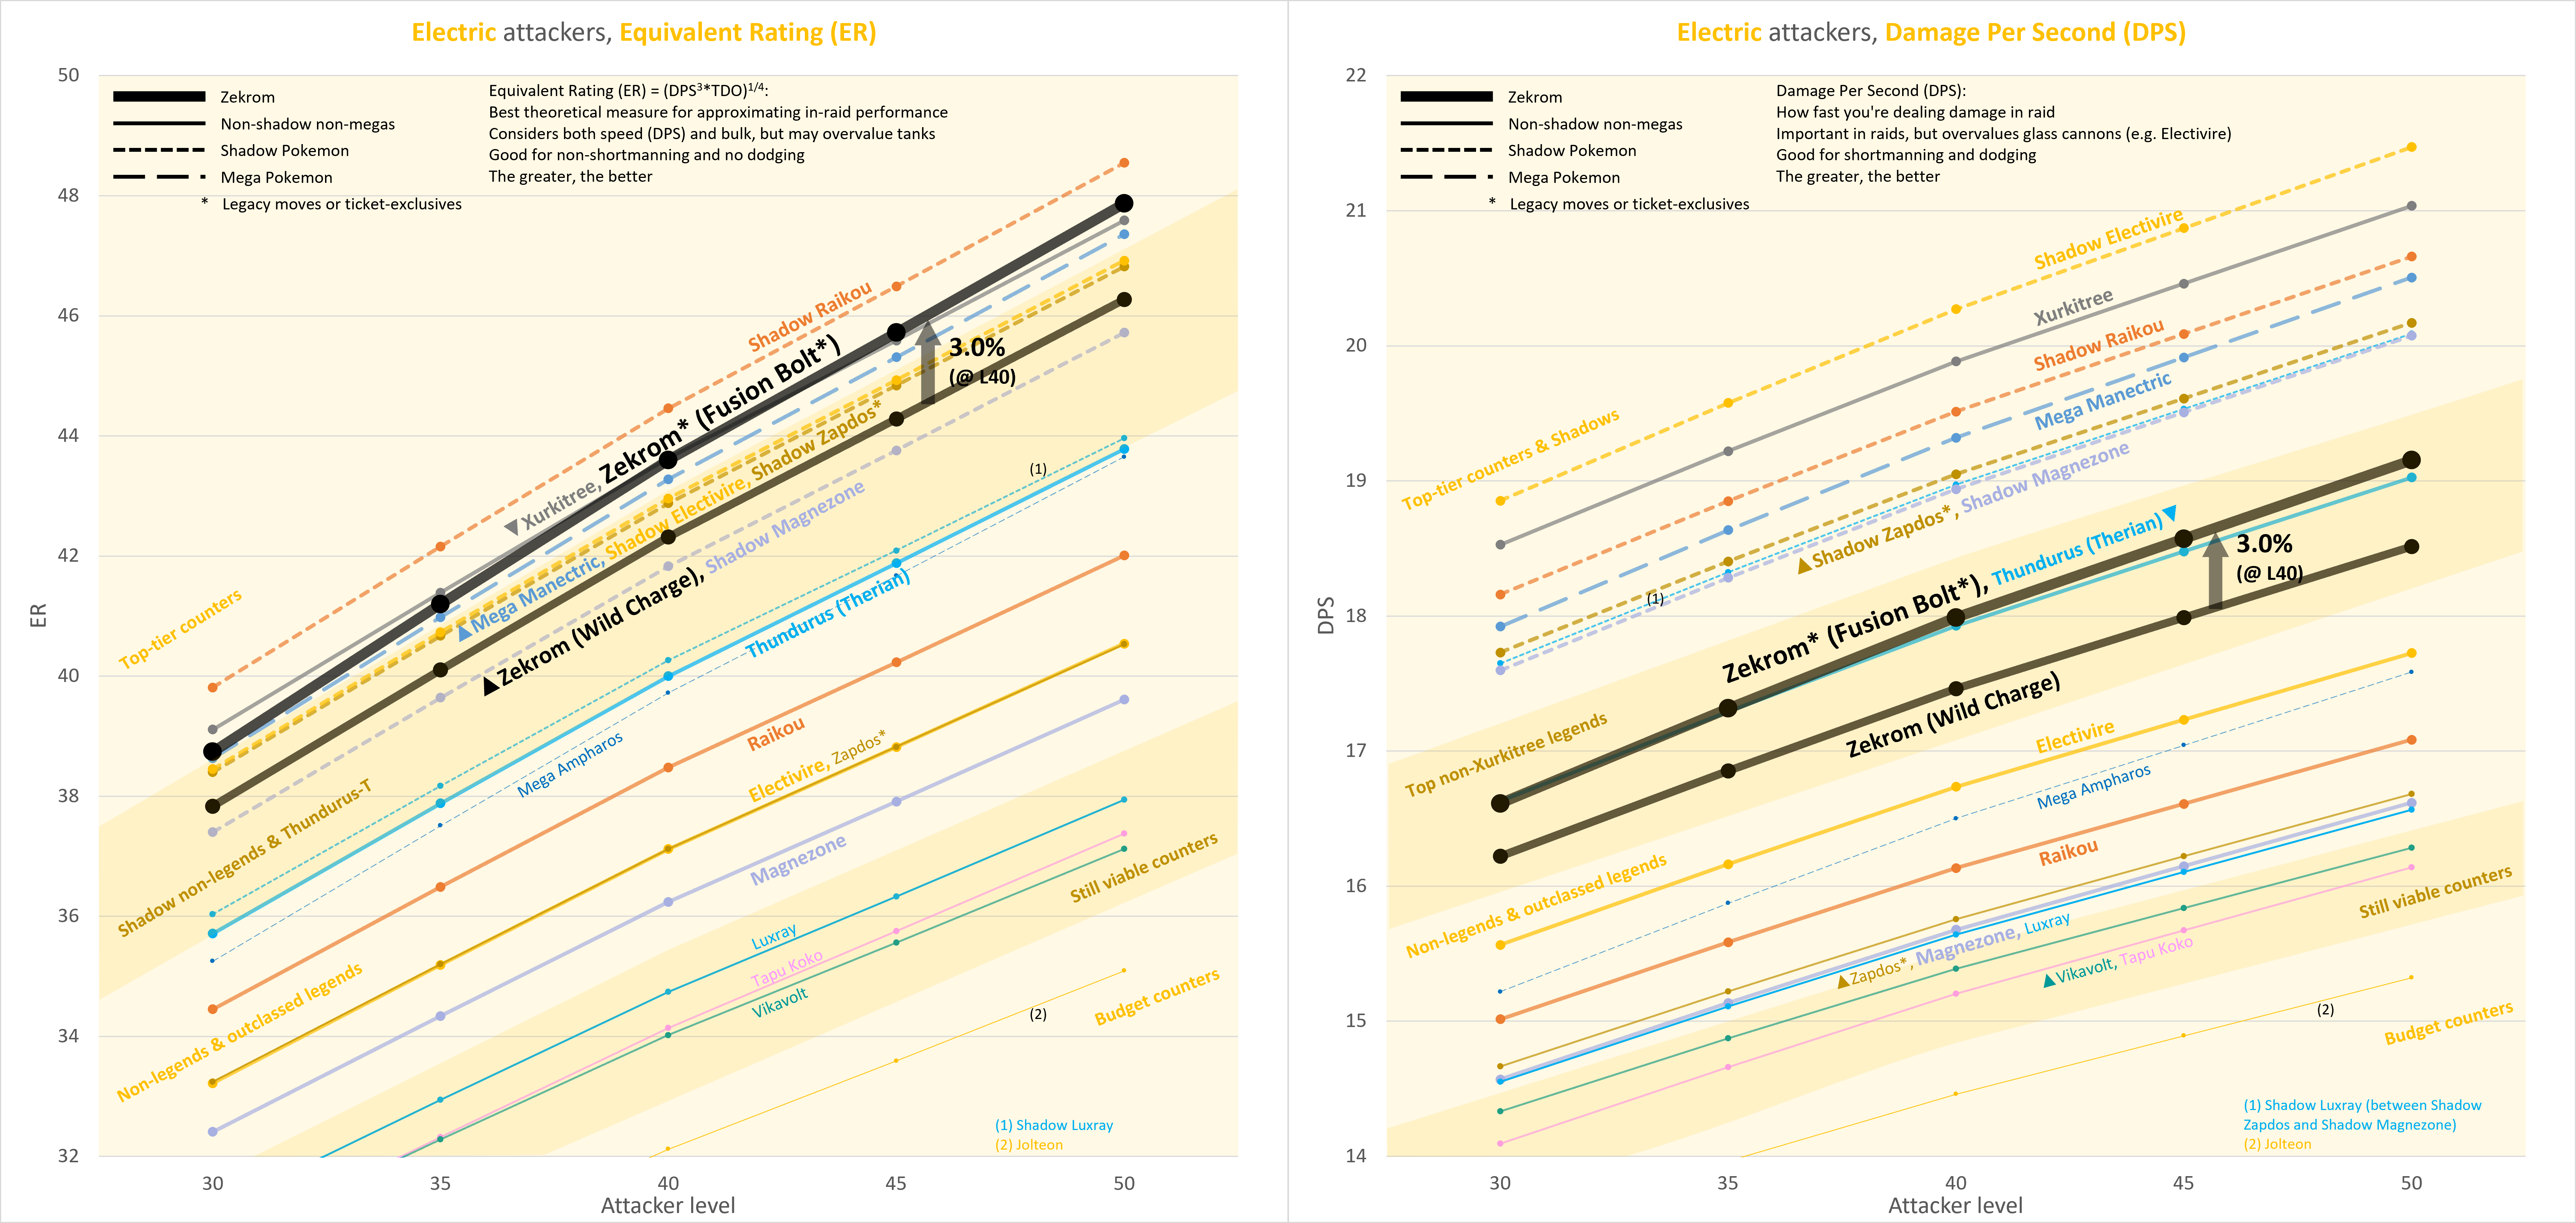 Electric attackers, Equivalent Rating (ER)
50
48
46
44
42
40
38
36
34
32
ER
30
35
40
45
50
Attacker level
Zekrom
Non-shadow non-megas
Shadow Pokemon
Mega Pokemon
* Legacy moves or ticket-exclusives
Equivalent Rating (ER) = (DPS³*TDO)¹/⁴:
Best theoretical measure for approximating in-raid performance
Considers both speed (DPS) and bulk, but may overvalue tanks
Good for non-shortmanning and no dodging
The greater, the better
Shadow Raikou
▼Xurkitree, Zekrom* (Fusion Bolt*)
3.0%
(@ L40)
▲Mega Manectric, Shadow Electivire, Shadow Zapdos*
▲Zekrom (Wild Charge), Shadow Magnezone
(1)
Thundurus (Therian)
Mega Ampharos
Raikou
Electivire, Zapdos*
Magnezone
Luxray
Tapu Koko
Vikavolt
(2)
Top-tier counters
Shadow non-legends & Thundurus-T
Non-legends & outclassed legends
Still viable counters
Budget counters
(1) Shadow Luxray
(2) Jolteon
Electric attackers, Damage Per Second (DPS)
22
21
20
19
18
17
16
15
14
DPS
30
35
40
45
50
Attacker level
Zekrom
Non-shadow non-megas
Shadow Pokemon
Mega Pokemon
* Legacy moves or ticket-exclusives
Damage Per Second (DPS):
How fast you're dealing damage in raid
Important in raids, but overvalues glass cannons (e.g. Electivire)
Good for shortmanning and dodging
The greater, the better
Shadow Electivire
Xurkitree
Shadow Raikou
Mega Manectric
▲Shadow Zapdos*, Shadow Magnezone
(1)
Zekrom* (Fusion Bolt*), Thundurus (Therian)▼
3.0%
(@ L40)
Zekrom (Wild Charge)
Electivire
Mega Ampharos
Raikou
▲Zapdos*, Magnezone, Luxray
▲Vikavolt, Tapu Koko
(2)
Top-tier counters & Shadows
Top non-Xurkitree legends
Non-legends & outclassed legends
Still viable counters
Budget counters
(1) Shadow Luxray (between Shadow
Zapdos and Shadow Magnezone)
(2) Jolteon